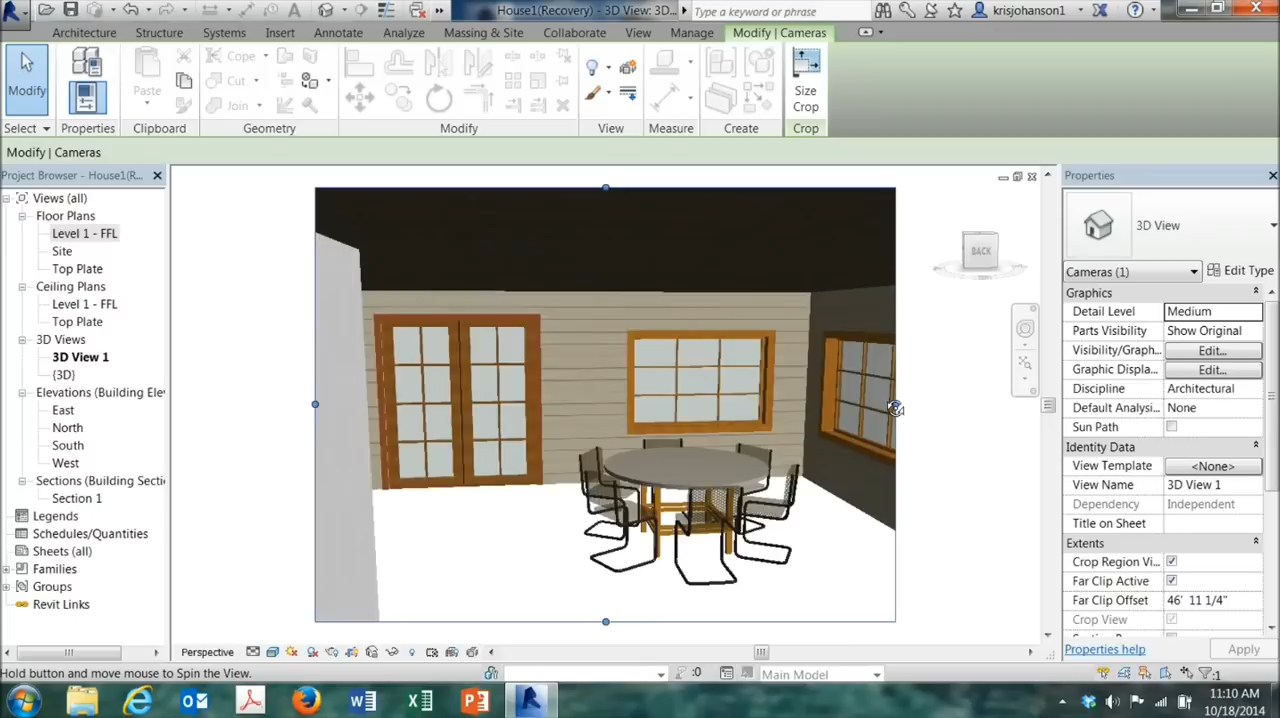 House1(Recovery) - 3D View: 3D...
Type a keyword or phrase
krisjohanson1
Architecture Structure Systems Insert Annotate Analyze Massing & Site Collaborate View Manage Modify | Cameras
Modify
Paste
Cope
Cut
Join
Size
Crop
Select Properties Clipboard Geometry Modify View Measure Create Crop
Modify | Cameras
Project Browser - House1(R...
Views (all)
Floor Plans
Level 1 - FFL
Site
Top Plate
Ceiling Plans
Level 1 - FFL
Top Plate
3D Views
3D View 1
{3D}
Elevations (Building Ele
East
North
South
West
Sections (Building Secti
Section 1
Legends
Schedules/Quantities
Sheets (all)
Families
Groups
Revit Links
BACK
Properties
3D View
Cameras (1) Edit Type
Graphics
Detail Level Medium
Parts Visibility Show Original
Visibility/Graph... Edit...
Graphic Displa... Edit...
Discipline Architectural
Default Analysi... None
Sun Path
Identity Data
View Template <None>
View Name 3D View 1
Dependency Independent
Title on Sheet
Extents
Crop Region Vi...
Far Clip Active
Far Clip Offset 46' 11 1/4"
Crop View
Properties help Apply
Perspective
Hold button and move mouse to Spin the View.
:0
Main Model
:1
11:10 AM
10/18/2014